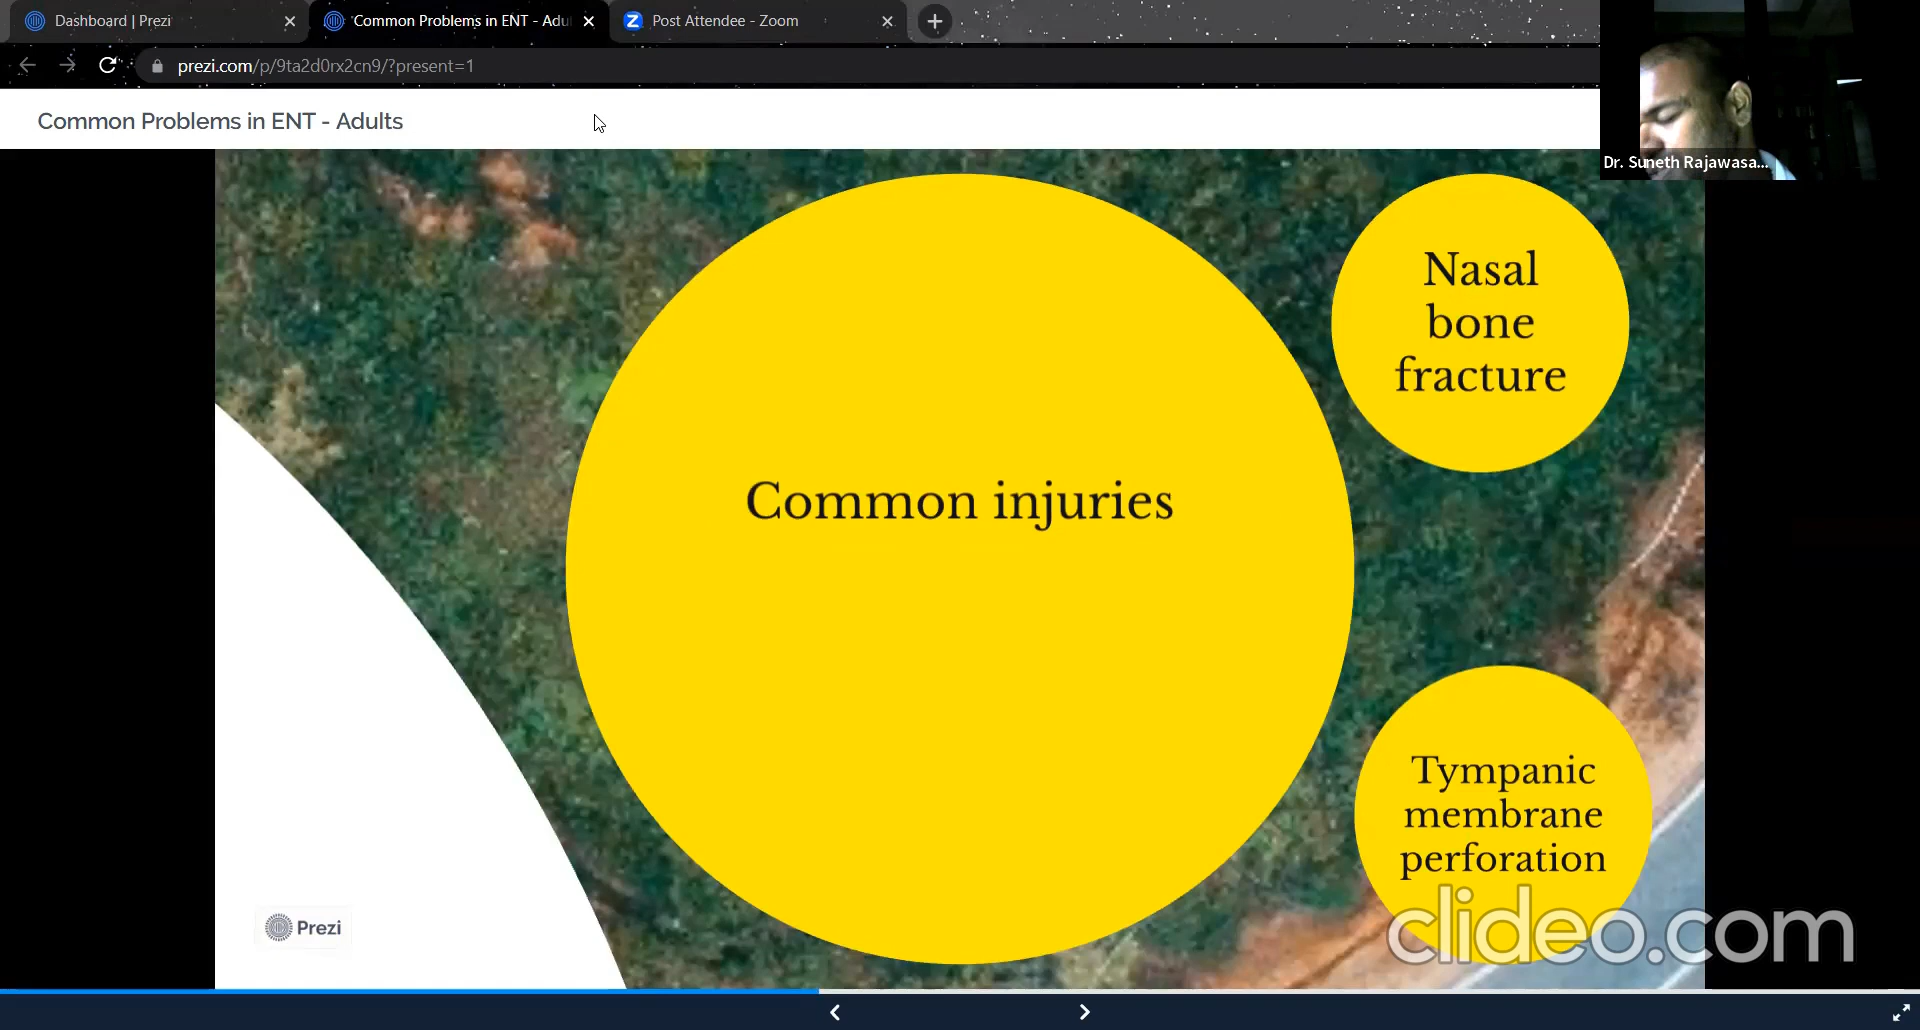 Dashboard | Prezi
Common Problems in ENT - Adu
Post Attendee - Zoom
prezi.com/p/9ta2d0rx2cn9/?present=1
Common Problems in ENT - Adults
Dr. Suneth Rajawasa...
Nasal
bone
fracture
Common injuries
Tympanic
membrane
perforation
Prezi
clideo.com